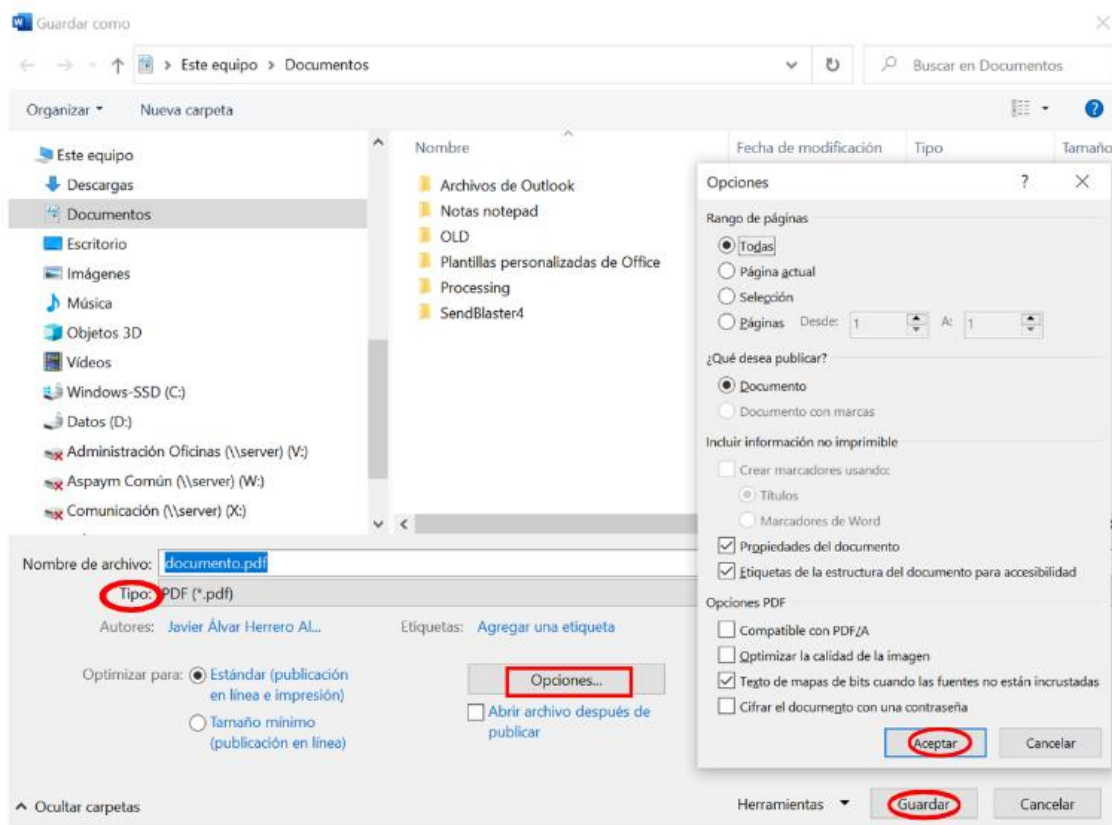 Guardar como
Este equipo > Documentos
Buscar en Documentos
Organizar
Nueva carpeta
Este equipo
Descargas
Documentos
Escritorio
Imágenes
Música
Objetos 3D
Vídeos
Windows-SSD (C:)
Datos (D:)
Administración Oficinas (\\server) (V:)
Aspaym Común (\\server) (W:)
Comunicación (\\server) (X:)
Nombre
Fecha de modificación
Tipo
Tamaño
Archivos de Outlook
Notas notepad
OLD
Plantillas personalizadas de Office
Processing
SendBlaster4
Nombre de archivo: documento.pdf
Tipo: PDF (*.pdf)
Autores: Javier Álvar Herrero Al...
Etiquetas: Agregar una etiqueta
Optimizar para: Estándar (publicación
en línea e impresión)
Tamaño mínimo
(publicación en línea)
Opciones...
Abrir archivo después de
publicar
Ocultar carpetas
Herramientas
Guardar
Cancelar
Opciones ?
Rango de páginas
Todas
Página actual
Selección
Páginas Desde: 1 A: 1
¿Qué desea publicar?
Documento
Documento con marcas
Incluir información no imprimible
Crear marcadores usando:
Títulos
Marcadores de Word
Propiedades del documento
Etiquetas de la estructura del documento para accesibilidad
Opciones PDF
Compatible con PDF/A
Optimizar la calidad de la imagen
Texto de mapas de bits cuando las fuentes no están incrustadas
Cifrar el documento con una contraseña
Aceptar
Cancelar